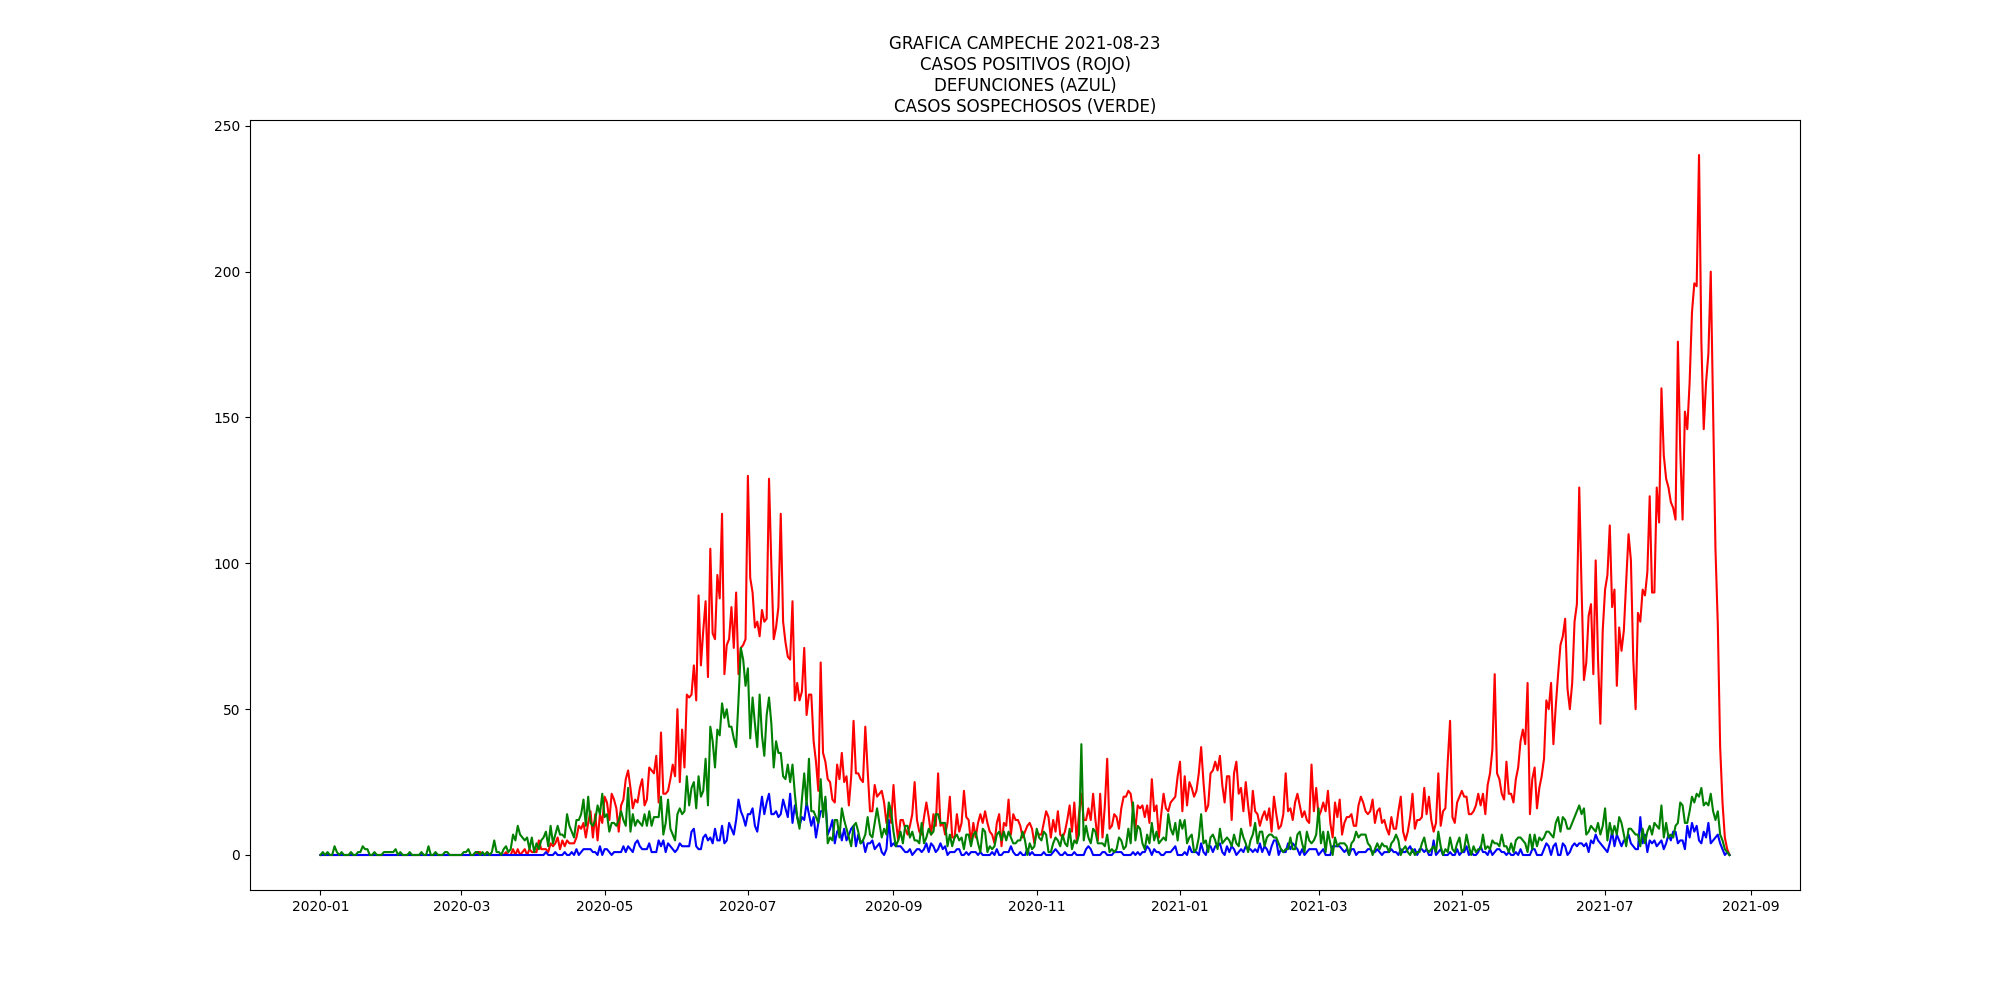 GRAFICA CAMPECHE 2021-08-23
CASOS POSITIVOS (ROJO)
DEFUNCIONES (AZUL)
CASOS SOSPECHOSOS (VERDE)
250
200
150
100
50
0
2020-01 2020-03 2020-05 2020-07 2020-09 2020-11 2021-01 2021-03 2021-05 2021-07 2021-09